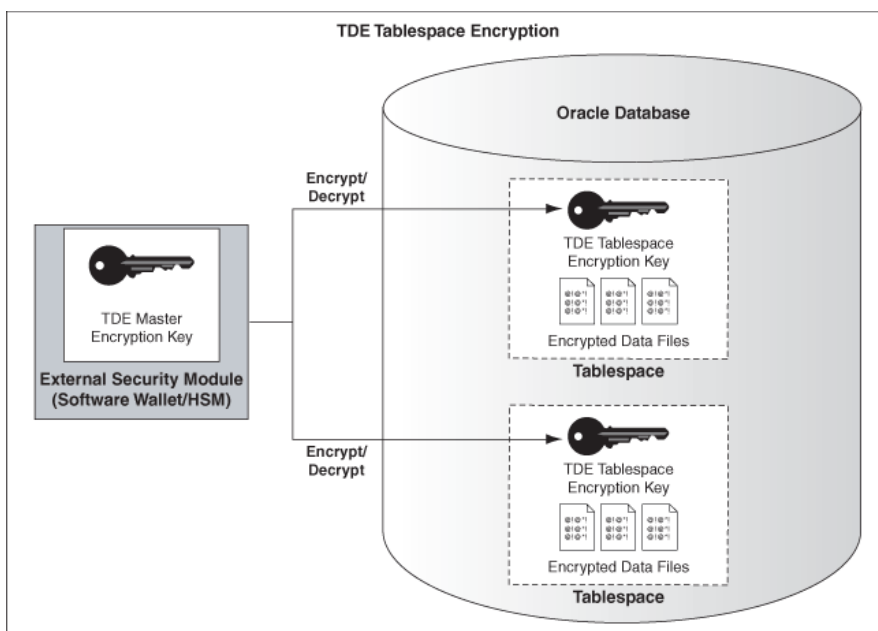 TDE Tablespace Encryption
Oracle Database
Encrypt/
Decrypt
TDE Tablespace
Encryption Key
Encrypted Data Files
Tablespace
TDE Master
Encryption Key
External Security Module
(Software Wallet/HSM)
Encrypt/
Decrypt
TDE Tablespace
Encryption Key
Encrypted Data Files
Tablespace